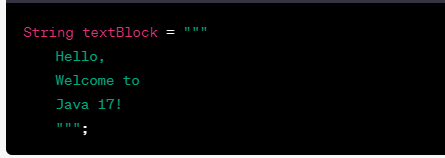 String textBlock = """
    Hello,
    Welcome to
    Java 17!
    """;